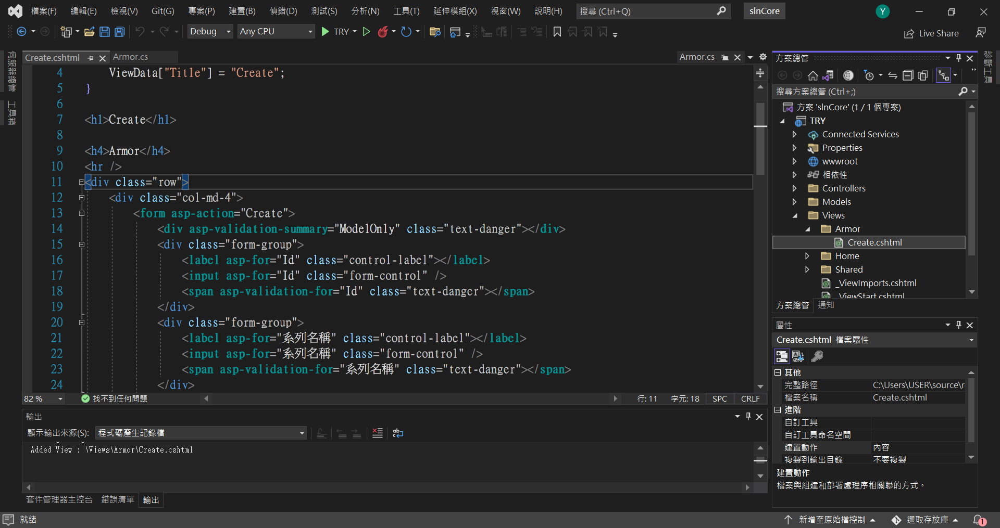 檔案(F) 編輯(E) 檢視(V) Git(G) 專案(P) 建置(B) 偵錯(D) 測試(S) 分析(N) 工具(T) 延伸模組(X) 視窗(W) 說明(H) 搜尋 (Ctrl+Q) slnCore Y
Debug Any CPU TRY Live Share
伺服器總管
工具箱
Create.cshtml Armor.cs Armor.cs
4 ViewData["Title"] = "Create";
5 }
6
7 <h1>Create</h1>
8
9 <h4>Armor</h4>
10 <hr />
11 <div class="row">
12 <div class="col-md-4">
13 <form asp-action="Create">
14 <div asp-validation-summary="ModelOnly" class="text-danger"></div>
15 <div class="form-group">
16 <label asp-for="Id" class="control-label"></label>
17 <input asp-for="Id" class="form-control" />
18 <span asp-validation-for="Id" class="text-danger"></span>
19 </div>
20 <div class="form-group">
21 <label asp-for="系列名稱" class="control-label"></label>
22 <input asp-for="系列名稱" class="form-control" />
23 <span asp-validation-for="系列名稱" class="text-danger"></span>
24 </div>
82 % 找不到任何問題 行: 11 字元: 18 SPC CRLF
輸出
顯示輸出來源(S): 程式碼產生記錄檔
Added View : \Views\Armor\Create.cshtml
套件管理器主控台 錯誤清單 輸出
方案總管
搜尋方案總管 (Ctrl+;)
方案 'slnCore' (1 / 1 個專案)
TRY
Connected Services
Properties
wwwroot
相依性
Controllers
Models
Views
Armor
Create.cshtml
Home
Shared
_ViewImports.cshtml
_ViewStart.cshtml
方案總管 通知
屬性
Create.cshtml 檔案屬性
其他
完整路徑 C:\Users\USER\source\r
檔案名稱 Create.cshtml
進階
自訂工具
自訂工具命名空間
建置動作 內容
複製到輸出目錄 不要複製
建置動作
檔案與組建和部署處理序相關聯的方式。
診斷工具
就緒 新增至原始檔控制 選取存放庫 1